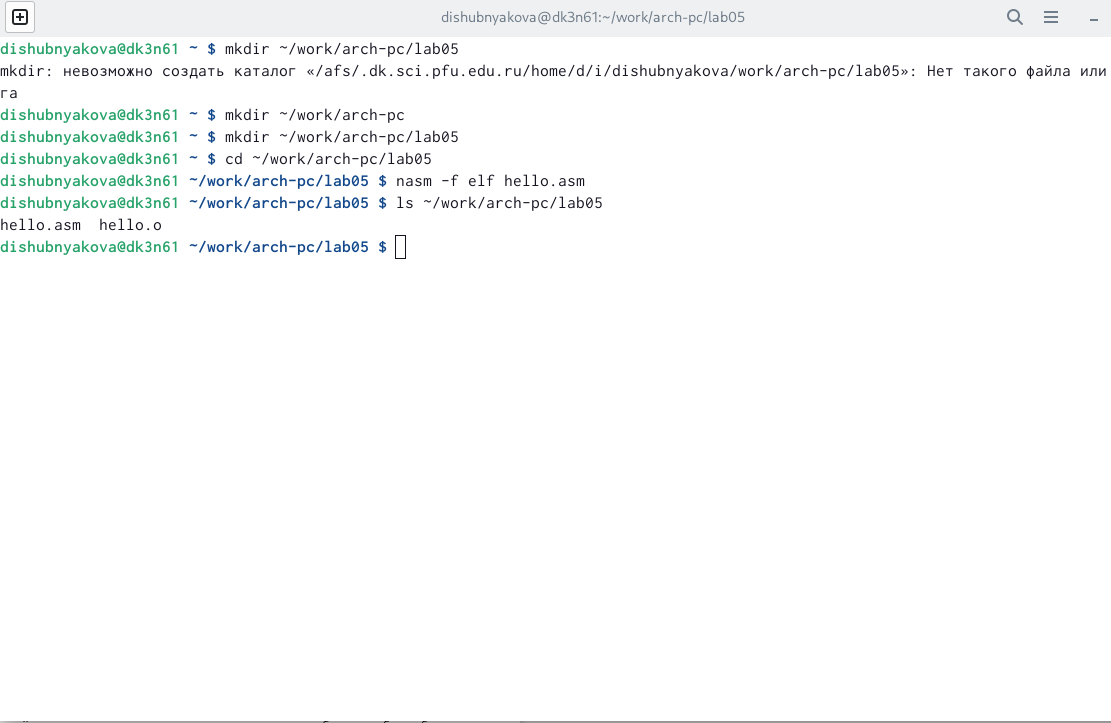 dishubnyakova@dk3n61:~/work/arch-pc/lab05
dishubnyakova@dk3n61 ~ $ mkdir ~/work/arch-pc/lab05
mkdir: невозможно создать каталог «/afs/.dk.sci.pfu.edu.ru/home/d/i/dishubnyakova/work/arch-pc/lab05»: Нет такого файла или
га
dishubnyakova@dk3n61 ~ $ mkdir ~/work/arch-pc
dishubnyakova@dk3n61 ~ $ mkdir ~/work/arch-pc/lab05
dishubnyakova@dk3n61 ~ $ cd ~/work/arch-pc/lab05
dishubnyakova@dk3n61 ~/work/arch-pc/lab05 $ nasm -f elf hello.asm
dishubnyakova@dk3n61 ~/work/arch-pc/lab05 $ ls ~/work/arch-pc/lab05
hello.asm  hello.o
dishubnyakova@dk3n61 ~/work/arch-pc/lab05 $